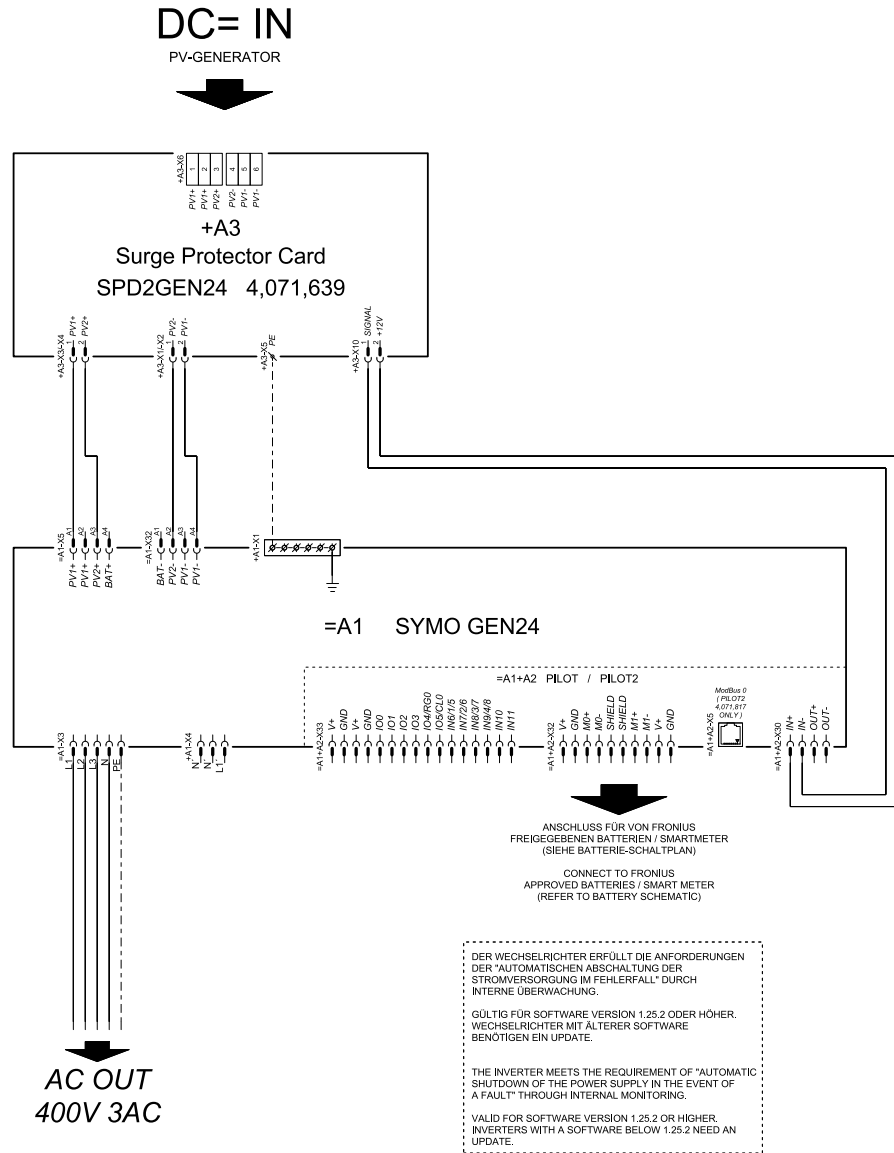 DC= IN
PV-GENERATOR
+A3-X6
1 2 3 4 5 6
PV1+ PV1+ PV2+ PV2- PV1- PV1-
+A3
Surge Protector Card
SPD2GEN24 4,071,639
+A3-X3/-X4
1 PV1+
2 PV2+
+A3-X1/-X2
1 PV2-
2 PV1-
+A3-X5
PE
+A3-X10
1 SIGNAL
2 +12V
=A1-X5
A1 A2 A3 A4
PV1+ PV1+ PV2+ BAT+
=A1-X32
A1 A2 A3 A4
BAT- PV2- PV1- PV1-
+A1-X1
=A1 SYMO GEN24
=A1+A2 PILOT / PILOT2
=A1-X3
L1 L2 L3 N PE
+A1-X4
N´ N´ L1´
=A1+A2-X33
V+ GND V+ GND IO0 IO1 IO2 IO3 IO4/RG0 IO5/CL0 IN6/1/5 IN7/2/6 IN8/3/7 IN9/4/8 IN10 IN11
=A1+A2-X32
V+ GND M0+ M0- SHIELD SHIELD M1+ M1- V+ GND
=A1+A2-X5
ModBus 0
( PILOT2
4,071,817
ONLY )
=A1+A2-X30
IN+ IN- OUT+ OUT-
ANSCHLUSS FÜR VON FRONIUS
FREIGEGEBENEN BATTERIEN / SMARTMETER
(SIEHE BATTERIE-SCHALTPLAN)
CONNECT TO FRONIUS
APPROVED BATTERIES / SMART METER
(REFER TO BATTERY SCHEMATIC)
DER WECHSELRICHTER ERFÜLLT DIE ANFORDERUNGEN
DER "AUTOMATISCHEN ABSCHALTUNG DER
STROMVERSORGUNG IM FEHLERFALL" DURCH
INTERNE ÜBERWACHUNG.
GÜLTIG FÜR SOFTWARE VERSION 1.25.2 ODER HÖHER.
WECHSELRICHTER MIT ÄLTERER SOFTWARE
BENÖTIGEN EIN UPDATE.
THE INVERTER MEETS THE REQUIREMENT OF "AUTOMATIC
SHUTDOWN OF THE POWER SUPPLY IN THE EVENT OF
A FAULT" THROUGH INTERNAL MONITORING.
VALID FOR SOFTWARE VERSION 1.25.2 OR HIGHER.
INVERTERS WITH A SOFTWARE BELOW 1.25.2 NEED AN
UPDATE.
AC OUT
400V 3AC